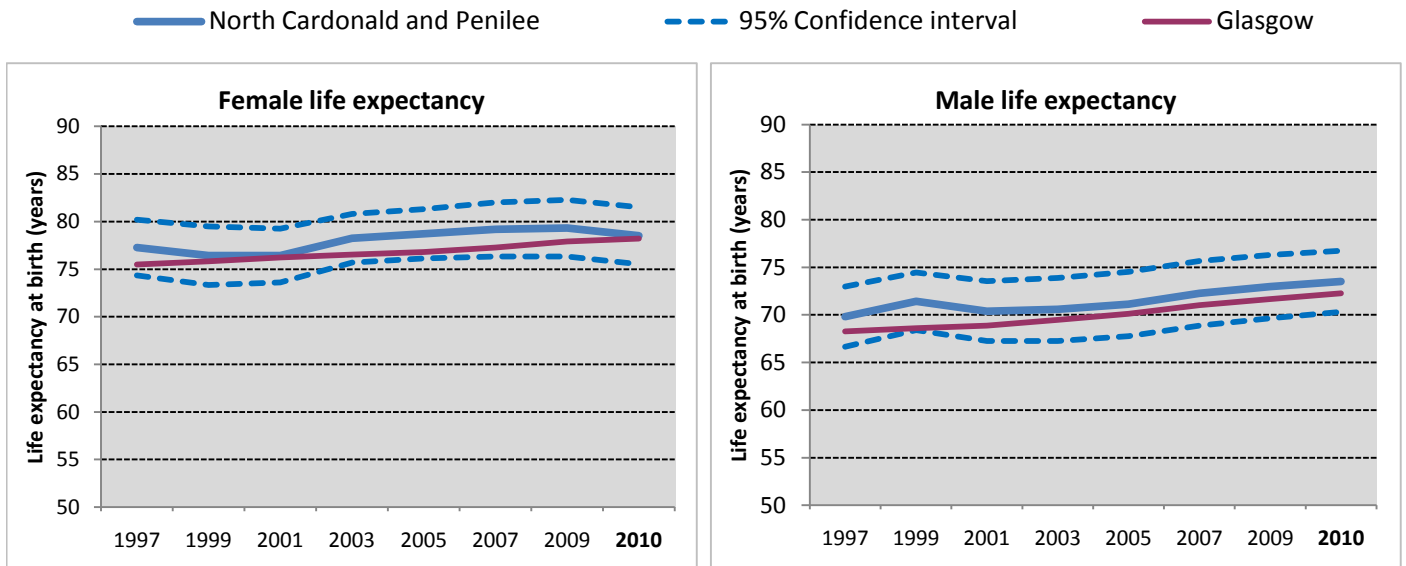 North Cardonald and Penilee 95% Confidence interval Glasgow
Female life expectancy
Life expectancy at birth (years)
90
85
80
75
70
65
60
55
50
1997 1999 2001 2003 2005 2007 2009 2010
Male life expectancy
Life expectancy at birth (years)
90
85
80
75
70
65
60
55
50
1997 1999 2001 2003 2005 2007 2009 2010